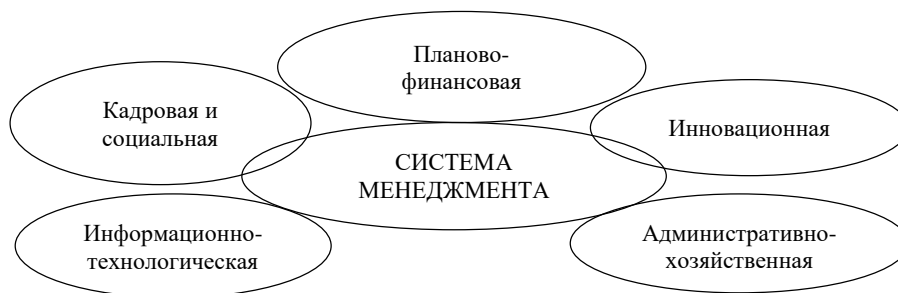 Планово-
финансовая
Кадровая и
социальная
Инновационная
СИСТЕМА
МЕНЕДЖМЕНТА
Информационно-
технологическая
Административно-
хозяйственная